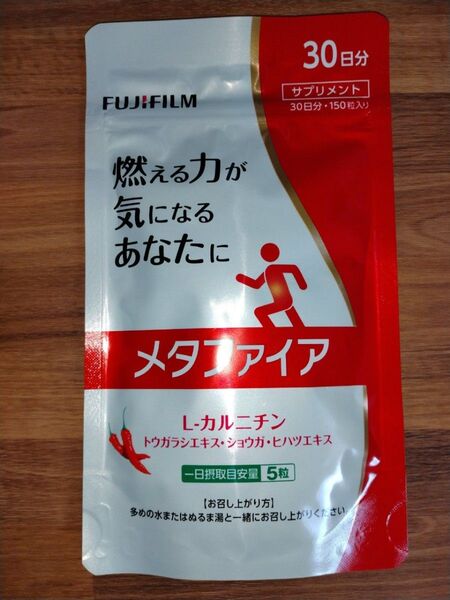 30日分
サプリメント
30日分・150粒入り
FUJIFILM
燃える力が
気になる
あなたに
メタファイア
L-カルニチン
トウガラシエキス・ショウガ・ヒハツエキス
一日摂取目安量 5粒
【お召し上がり方】
多めの水またはぬるま湯と一緒にお召し上がりください。